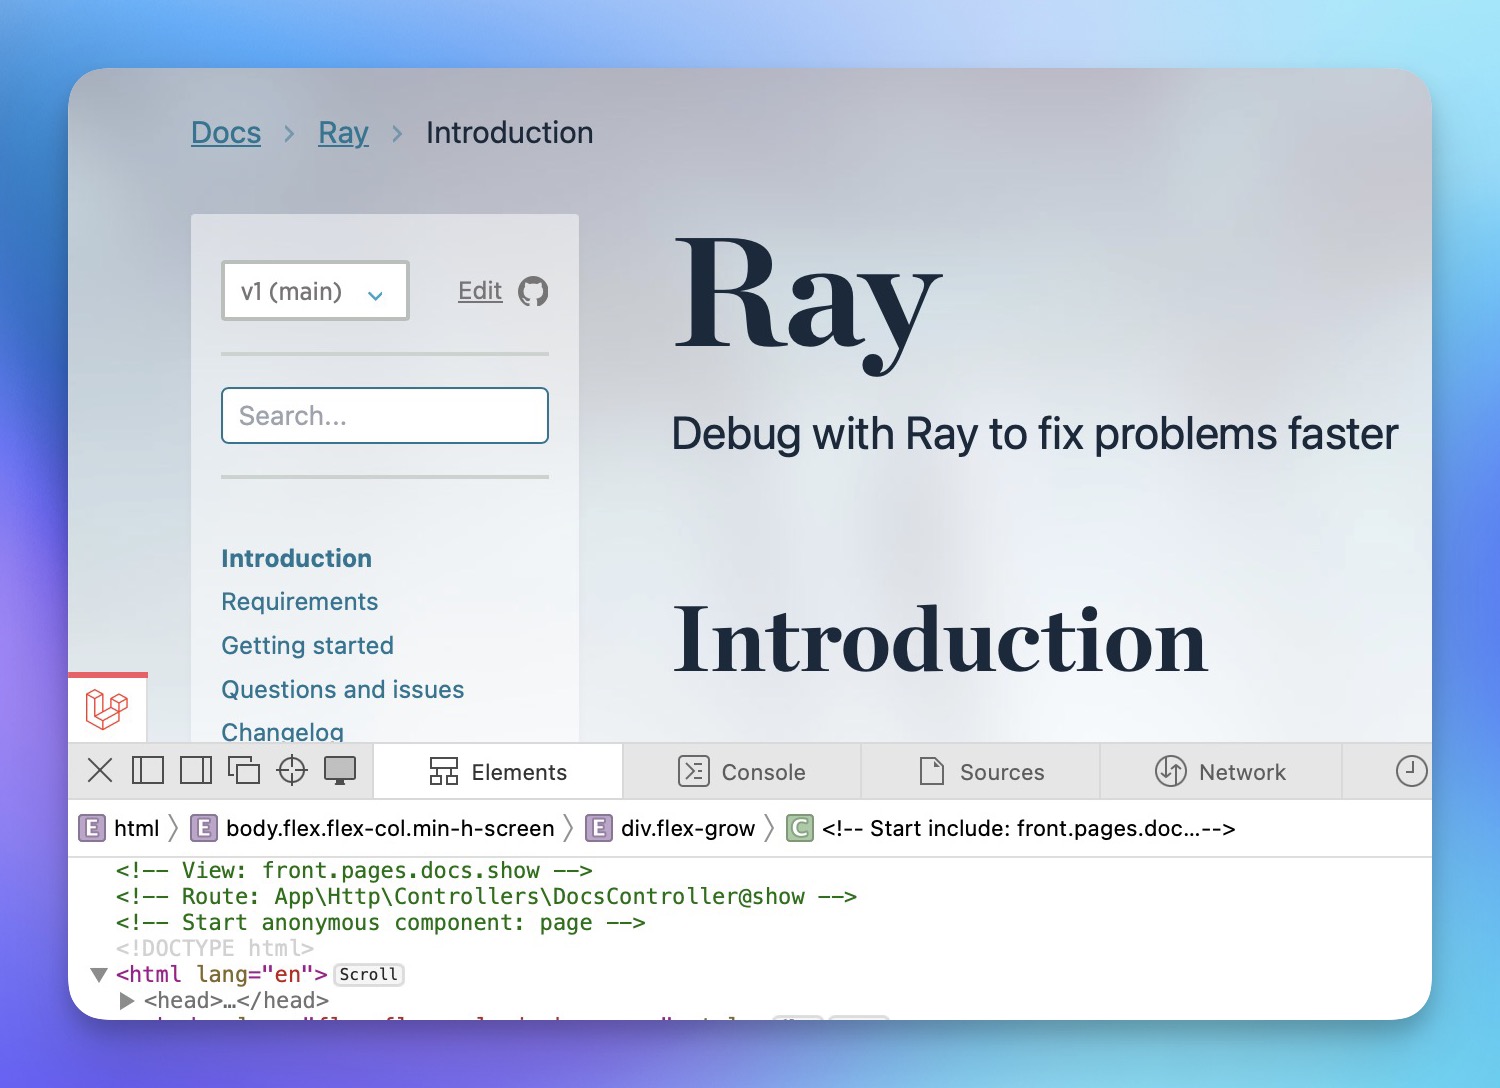 Docs > Ray > Introduction
v1 (main)
Edit
Search...
Introduction
Requirements
Getting started
Questions and issues
Changelog
Ray
Debug with Ray to fix problems faster
Introduction
Elements
Console
Sources
Network
E html E body.flex.flex-col.min-h-screen E div.flex-grow C <!-- Start include: front.pages.doc...-->
<!-- View: front.pages.docs.show -->
<!-- Route: App\Http\Controllers\DocsController@show -->
<!-- Start anonymous component: page -->
<!DOCTYPE html>
<html lang="en"> Scroll
<head>…</head>